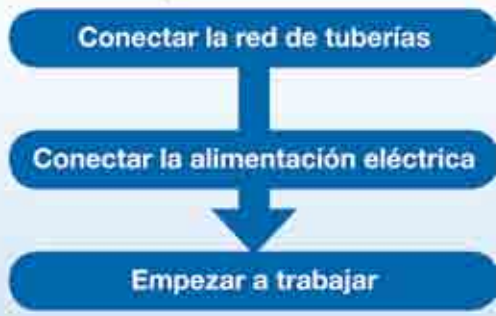 Conectar la red de tuberías
Conectar la alimentación eléctrica
Empezar a trabajar